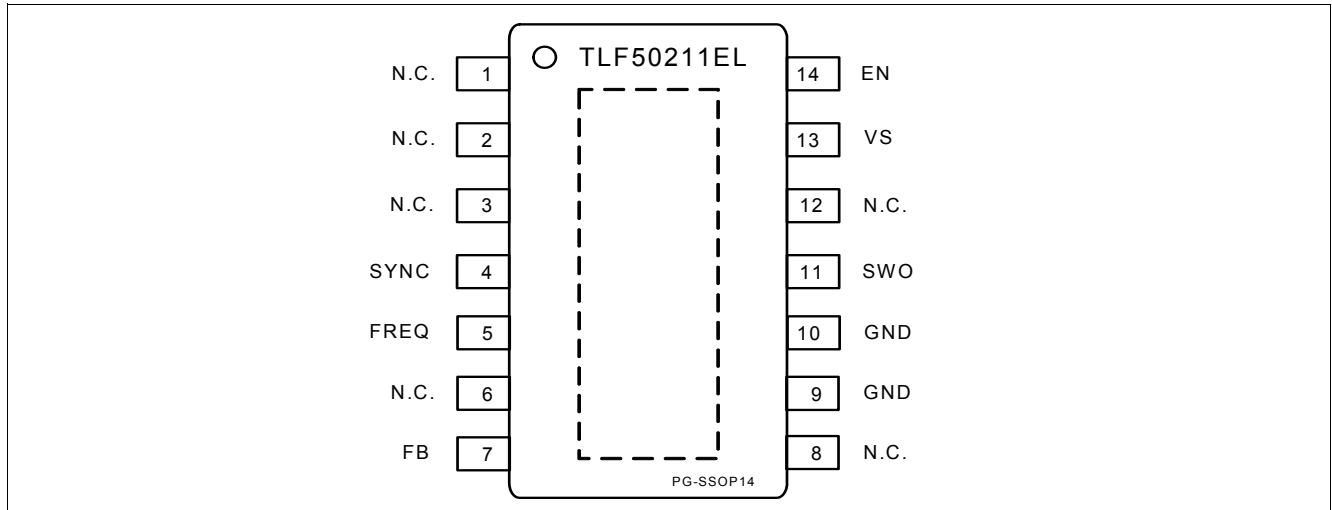 TLF50211EL
N.C. 1 14 EN
N.C. 2 13 VS
N.C. 3 12 N.C.
SYNC 4 11 SWO
FREQ 5 10 GND
N.C. 6 9 GND
FB 7 8 N.C.
PG-SSOP14